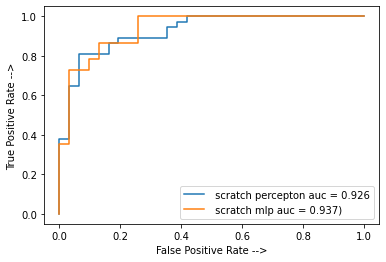 1.0
0.8
0.6
0.4
0.2
0.0
True Positive Rate -->
scratch percepton auc = 0.926
scratch mlp auc = 0.937)
0.0 0.2 0.4 0.6 0.8 1.0
False Positive Rate -->